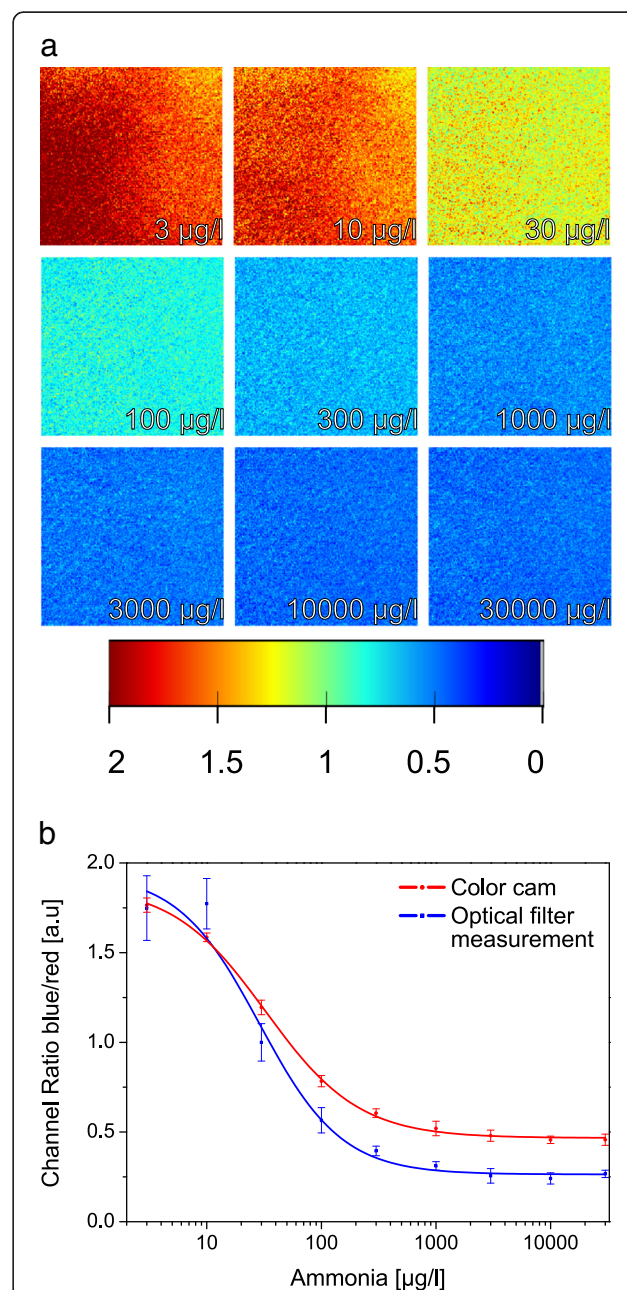 a
3 µg/l
10 µg/l
30 µg/l
100 µg/l
300 µg/l
1000 µg/l
3000 µg/l
10000 µg/l
30000 µg/l
2 1.5 1 0.5 0
b
2.0
1.5
1.0
0.5
0.0
Channel Ratio blue/red [a.u]
Color cam
Optical filter
measurement
10 100 1000 10000
Ammonia [µg/l]